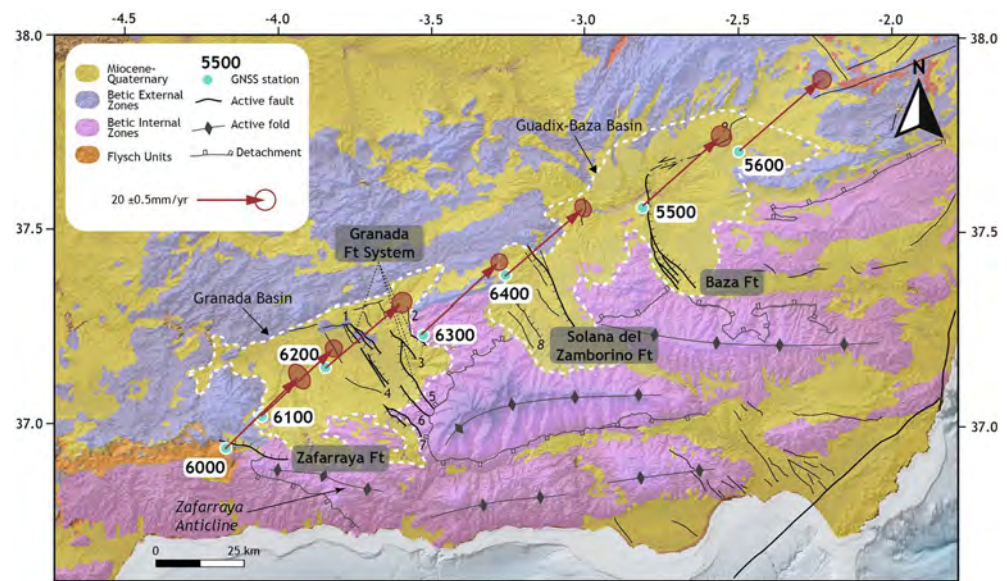 -4.5 -4.0 -3.5 -3.0 -2.5 -2.0
38.0 38.0
5500
Miocene-
Quaternary
GNSS station
Betic External
Zones
Active fault
Betic Internal
Zones
Active fold
Flysch Units
Detachment
20 ±0.5mm/yr
N
Guadix-Baza Basin
5600
5500
37.5 37.5
Granada
Ft System
Baza Ft
Granada Basin
6400
1 2
6300
Solana del
Zamborino Ft
8
6200
3
4
5
6100
6
7
37.0 37.0
6000
Zafarraya Ft
Zafarraya
Anticline
0 25 km